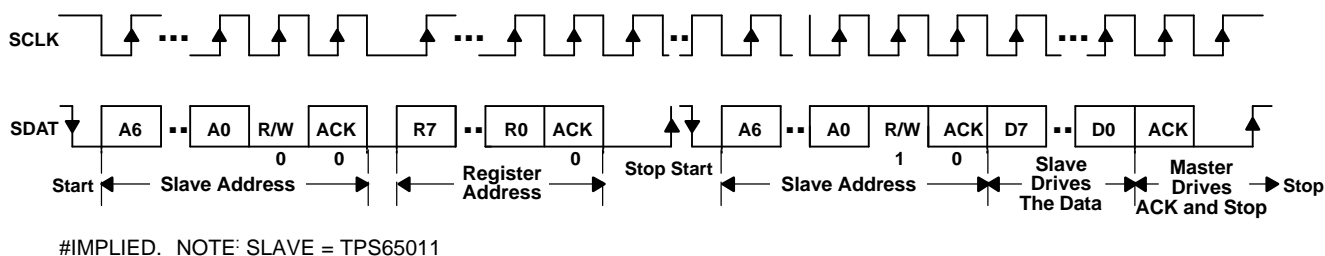 SCLK
SDAT A6 A0 R/W ACK R7 R0 ACK A6 A0 R/W ACK D7 D0 ACK
0 0 0 1 0
Start Slave Address Register Address Stop Start Slave Address Slave Drives The Data Master Drives ACK and Stop Stop
#IMPLIED. NOTE: SLAVE = TPS65011